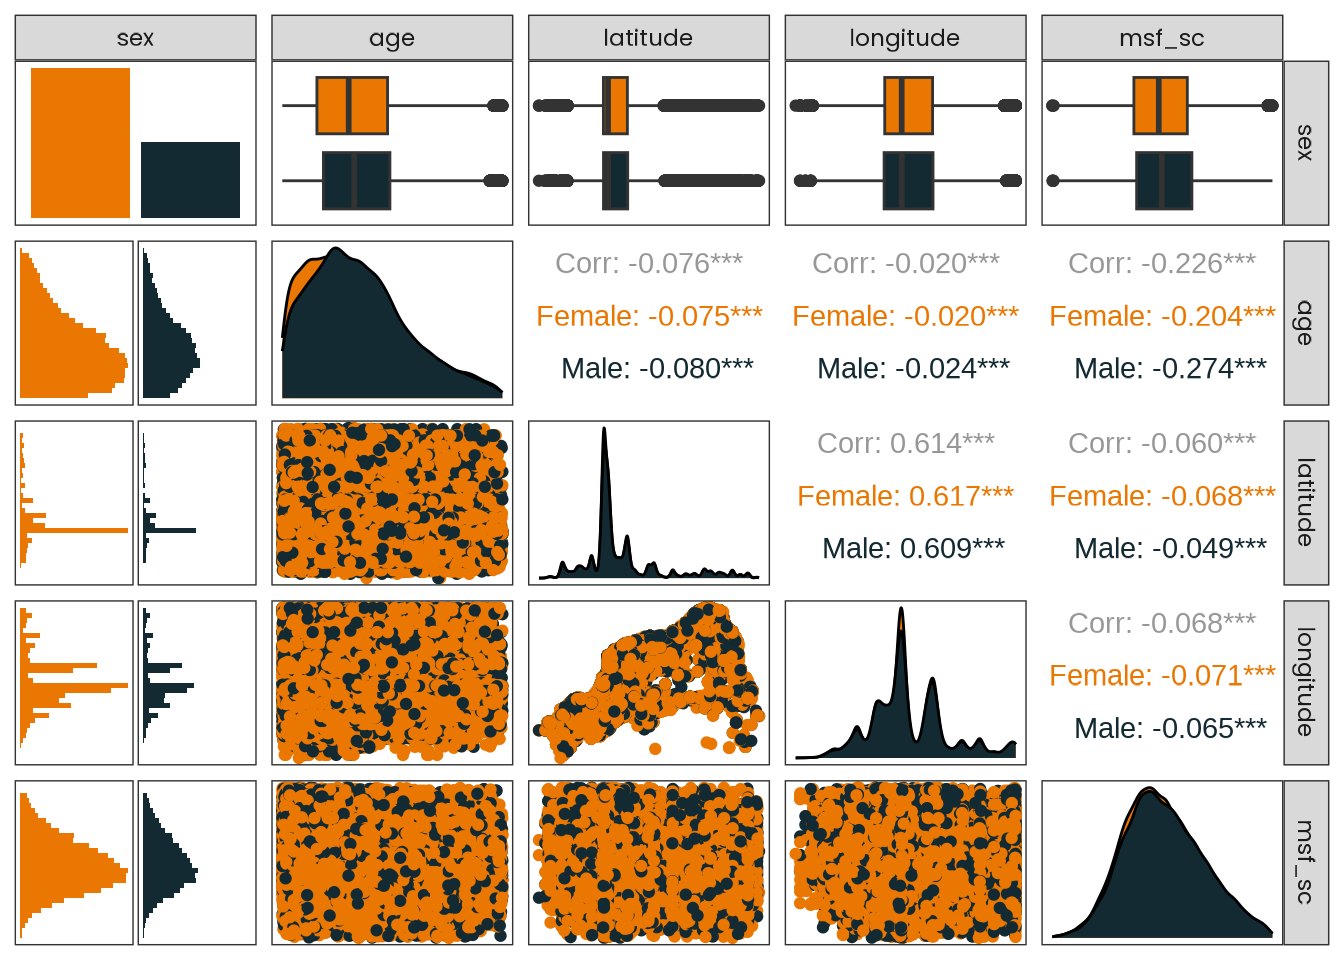 sex
age
latitude
longitude
msf_sc
sex
Corr: -0.076***
Female: -0.075***
Male: -0.080***
Corr: -0.020***
Female: -0.020***
Male: -0.024***
Corr: -0.226***
Female: -0.204***
Male: -0.274***
age
Corr: 0.614***
Female: 0.617***
Male: 0.609***
Corr: -0.060***
Female: -0.068***
Male: -0.049***
latitude
Corr: -0.068***
Female: -0.071***
Male: -0.065***
longitude
msf_sc